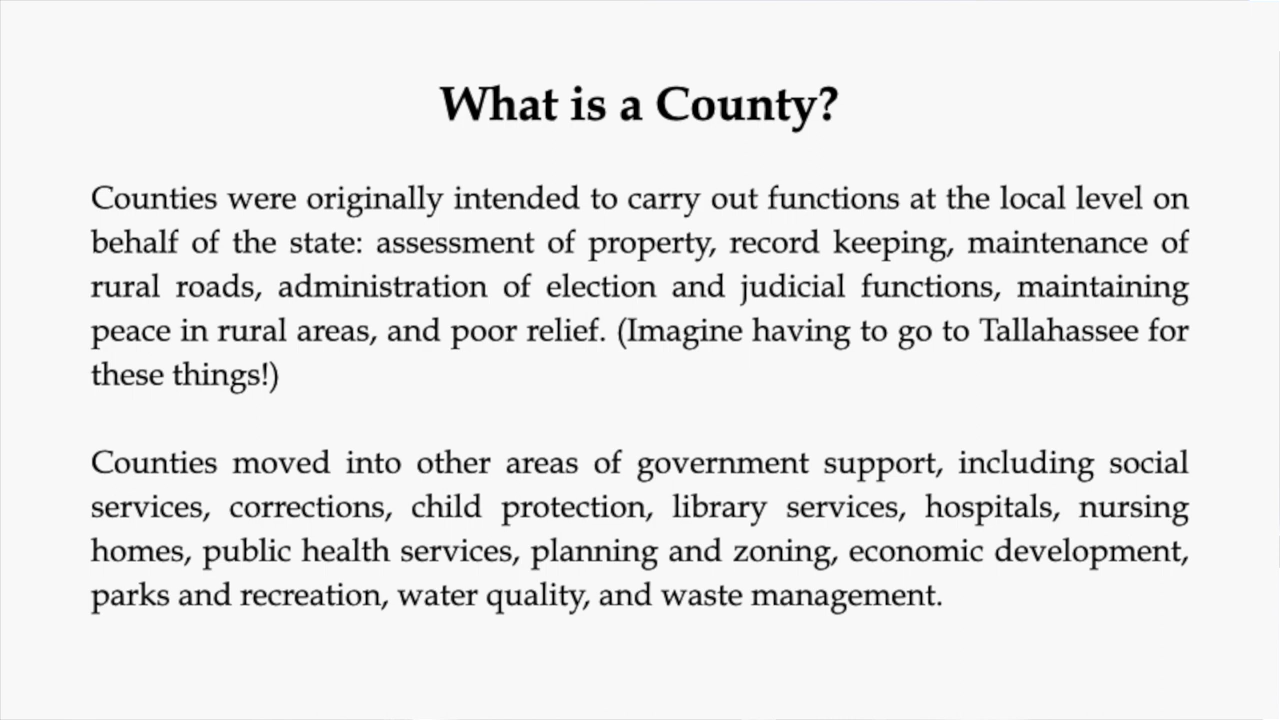 What is a County?
Counties were originally intended to carry out functions at the local level on
behalf of the state: assessment of property, record keeping, maintenance of
rural roads, administration of election and judicial functions, maintaining
peace in rural areas, and poor relief. (Imagine having to go to Tallahassee for
these things!)
Counties moved into other areas of government support, including social
services, corrections, child protection, library services, hospitals, nursing
homes, public health services, planning and zoning, economic development,
parks and recreation, water quality, and waste management.